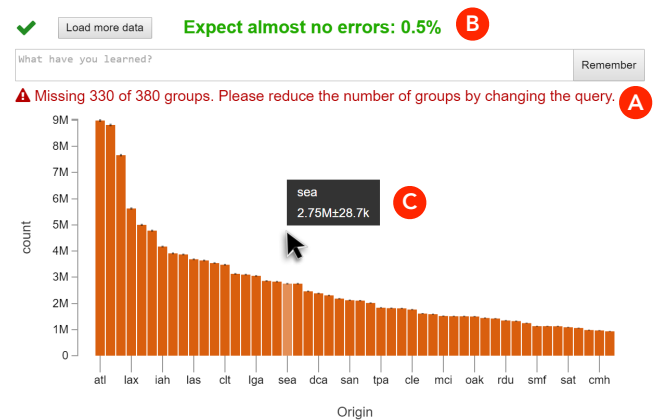 Load more data
Expect almost no errors: 0.5%
B
What have you learned?
Remember
Missing 330 of 380 groups. Please reduce the number of groups by changing the query.
A
9M
8M
7M
6M
5M
4M
3M
2M
1M
0
count
sea
2.75M±28.7k
C
atl lax iah las clt lga sea dca san tpa cle mci oak rdu smf sat cmh
Origin